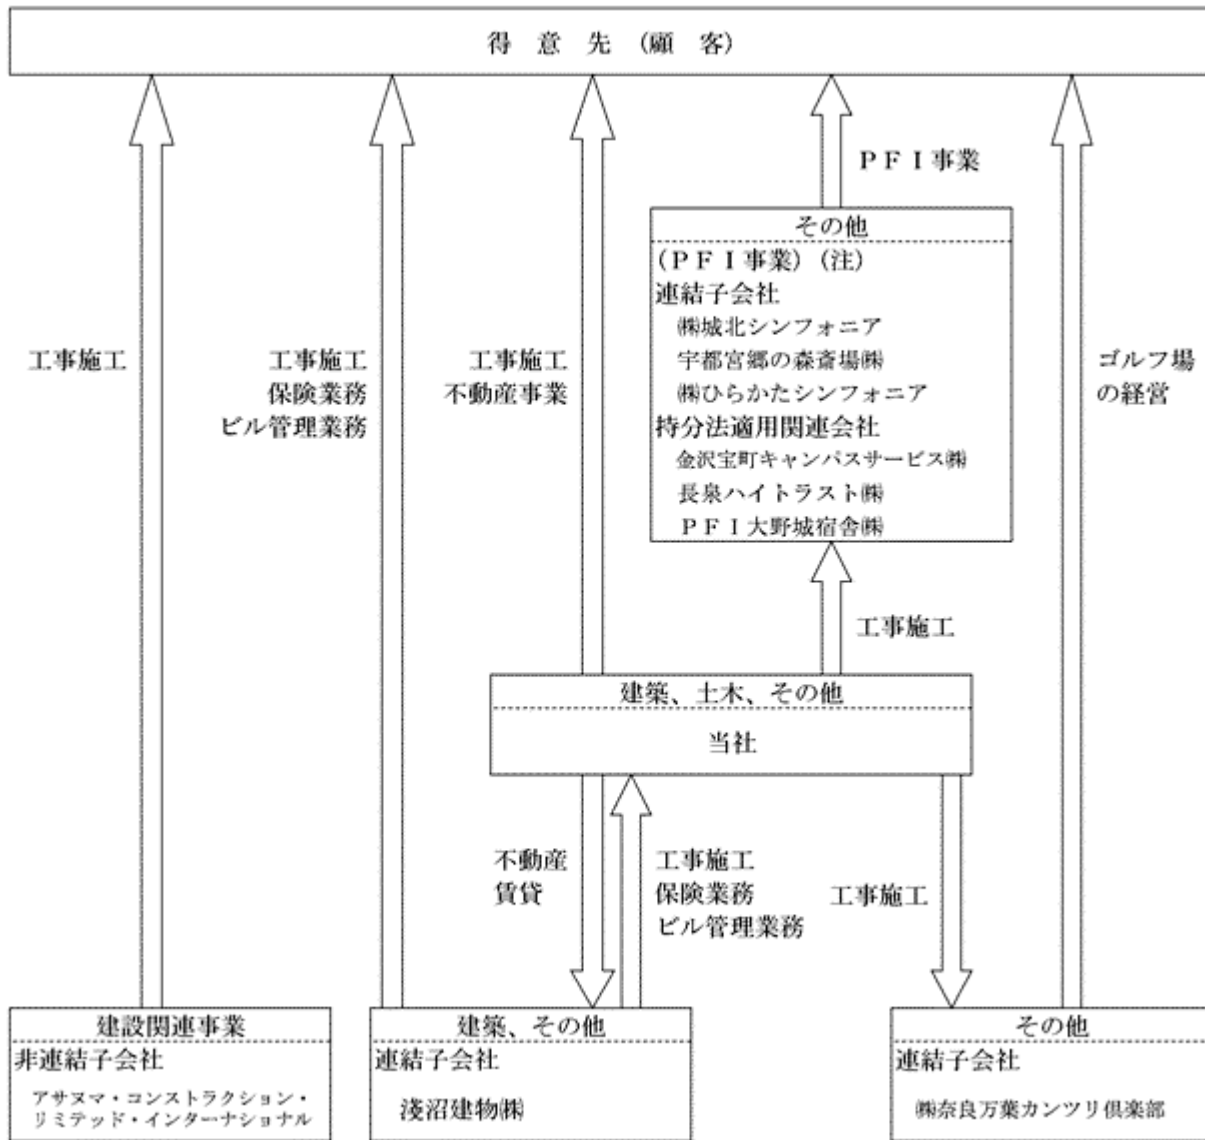 得意先(顧客)
PFI事業
その他
(PFI事業)(注)
連結子会社
㈱城北シンフォニア
宇都宮郷の森斎場㈱
㈱ひらかたシンフォニア
持分法適用関連会社
金沢宝町キャンパスサービス㈱
長泉ハイトラスト㈱
PFI大野城宿舎㈱
工事施工
工事施工
保険業務
ビル管理業務
工事施工
不動産事業
ゴルフ場
の経営
工事施工
建築、土木、その他
当社
不動産
賃貸
工事施工
保険業務
ビル管理業務
工事施工
建設関連事業
非連結子会社
アサヌマ・コンストラクション・
リミテッド・インターナショナル
建築、その他
連結子会社
淺沼建物㈱
その他
連結子会社
㈱奈良万葉カンツリ倶楽部